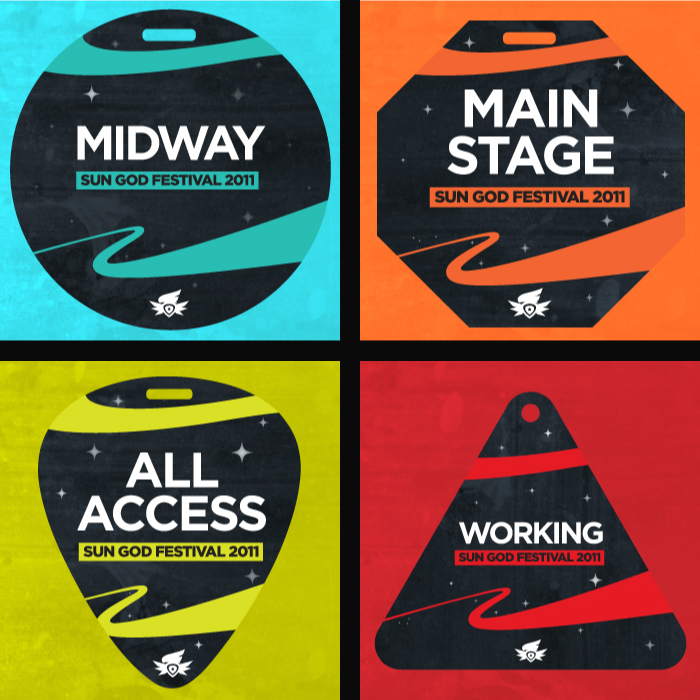 MIDWAY
SUN GOD FESTIVAL 2011
MAIN
STAGE
SUN GOD FESTIVAL 2011
ALL
ACCESS
SUN GOD FESTIVAL 2011
WORKING
SUN GOD FESTIVAL 2011